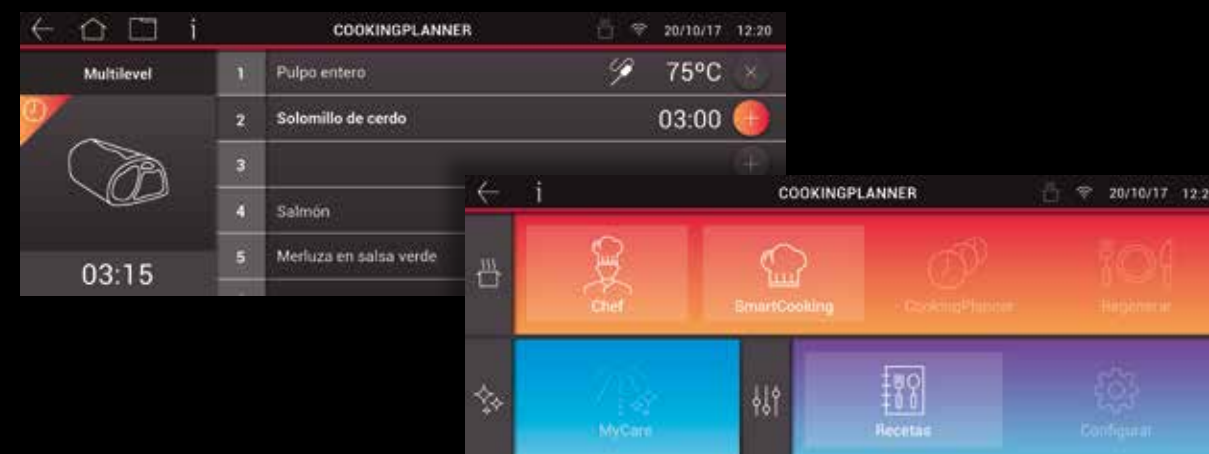 COOKINGPLANNER 20/10/17 12:20
Multilevel
1 Pulpo entero 75ºC
2 Solomillo de cerdo 03:00
3
4 Salmón
5 Merluza en salsa verde
03:15
COOKINGPLANNER 20/10/17 12:2
Chef SmartCooking CookingPlanner Regenerar
MyCare Recetas Configurar